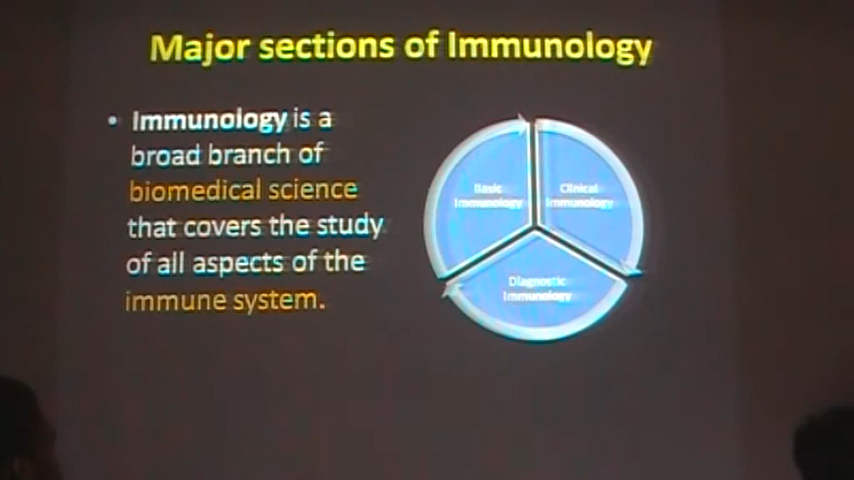 Major sections of Immunology
• Immunology is a
broad branch of
biomedical science
that covers the study
of all aspects of the
immune system.
Basic
Immunology
Clinical
Immunology
Diagnostic
Immunology